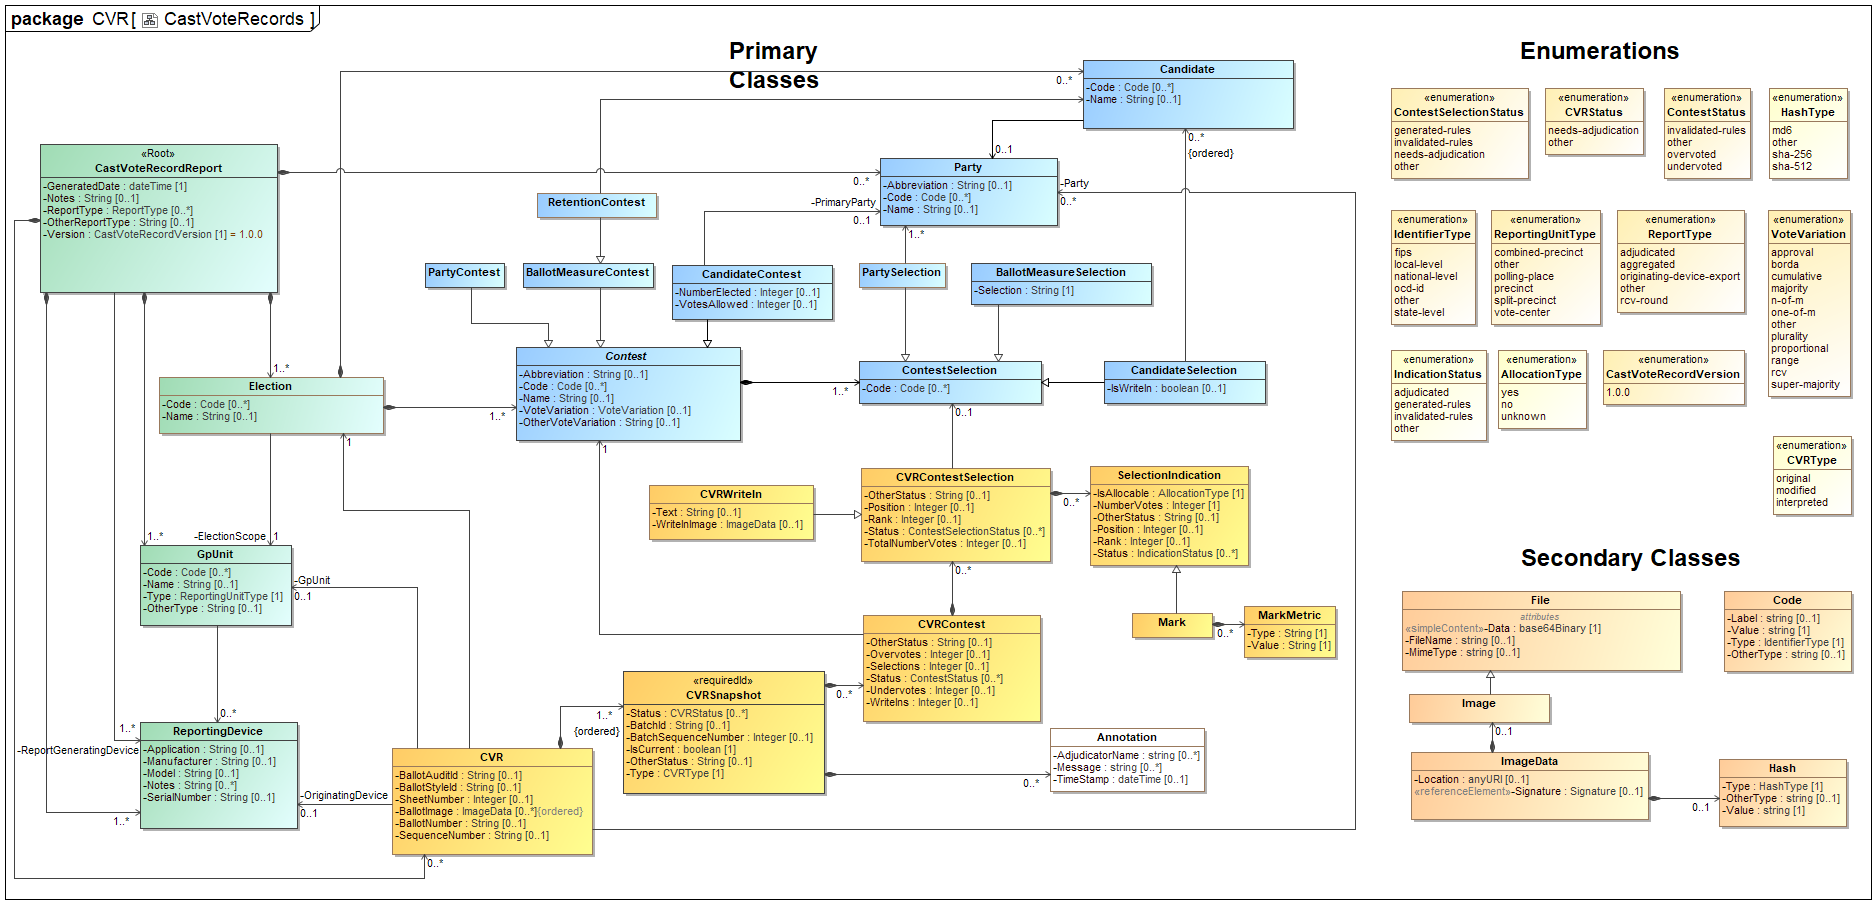 package CVR[ CastVoteRecords ]
Primary
Classes
Enumerations
«Root»
CastVoteRecordReport
-GeneratedDate : dateTime [1]
-Notes : String [0..1]
-ReportType : ReportType [0..*]
-OtherReportType : String [0..1]
-Version : CastVoteRecordVersion [1] = 1.0.0
Candidate
-Code : Code [0..*]
-Name : String [0..1]
0..*
0..*
{ordered}
0..1
Party
-Abbreviation : String [0..1]
-Code : Code [0..*]
-Name : String [0..1]
0..*
-Party
0..*
-PrimaryParty
0..1
1..*
RetentionContest
PartyContest
BallotMeasureContest
CandidateContest
-NumberElected : Integer [0..1]
-VotesAllowed : Integer [0..1]
PartySelection
BallotMeasureSelection
-Selection : String [1]
Contest
-Abbreviation : String [0..1]
-Code : Code [0..*]
-Name : String [0..1]
-VoteVariation : VoteVariation [0..1]
-OtherVoteVariation : String [0..1]
1..*
1
ContestSelection
-Code : Code [0..*]
1..*
0..1
CandidateSelection
-IsWriteIn : boolean [0..1]
1..*
Election
-Code : Code [0..*]
-Name : String [0..1]
1
CVRWriteIn
-Text : String [0..1]
-WriteInImage : ImageData [0..1]
CVRContestSelection
-OtherStatus : String [0..1]
-Position : Integer [0..1]
-Rank : Integer [0..1]
-Status : ContestSelectionStatus [0..*]
-TotalNumberVotes : Integer [0..1]
0..*
0..*
SelectionIndication
-IsAllocable : AllocationType [1]
-NumberVotes : Integer [1]
-OtherStatus : String [0..1]
-Position : Integer [0..1]
-Rank : Integer [0..1]
-Status : IndicationStatus [0..*]
1..*
-ElectionScope
1
GpUnit
-Code : Code [0..*]
-Name : String [0..1]
-Type : ReportingUnitType [1]
-OtherType : String [0..1]
-GpUnit
0..1
Mark
0..*
MarkMetric
-Type : String [1]
-Value : String [1]
CVRContest
-OtherStatus : String [0..1]
-Overvotes : Integer [0..1]
-Selections : Integer [0..1]
-Status : ContestStatus [0..*]
-Undervotes : Integer [0..1]
-WriteIns : Integer [0..1]
0..*
«requiredId»
CVRSnapshot
-Status : CVRStatus [0..*]
-BatchId : String [0..1]
-BatchSequenceNumber : Integer [0..1]
-IsCurrent : boolean [1]
-OtherStatus : String [0..1]
-Type : CVRType [1]
1..*
{ordered}
0..*
Annotation
-AdjudicatorName : string [0..*]
-Message : string [0..*]
-TimeStamp : dateTime [0..1]
0..*
1..*
-ReportGeneratingDevice
1..*
ReportingDevice
-Application : String [0..1]
-Manufacturer : String [0..1]
-Model : String [0..1]
-Notes : String [0..*]
-SerialNumber : String [0..1]
-OriginatingDevice
0..1
CVR
-BallotAuditId : String [0..1]
-BallotStyleId : String [0..1]
-SheetNumber : Integer [0..1]
-BallotImage : ImageData [0..*]{ordered}
-BallotNumber : String [0..1]
-SequenceNumber : String [0..1]
0..*
«enumeration»
ContestSelectionStatus
generated-rules
invalidated-rules
needs-adjudication
other
«enumeration»
CVRStatus
needs-adjudication
other
«enumeration»
ContestStatus
invalidated-rules
other
overvoted
undervoted
«enumeration»
HashType
md6
other
sha-256
sha-512
«enumeration»
IdentifierType
fips
local-level
national-level
ocd-id
other
state-level
«enumeration»
ReportingUnitType
combined-precinct
other
polling-place
precinct
split-precinct
vote-center
«enumeration»
ReportType
adjudicated
aggregated
originating-device-export
other
rcv-round
«enumeration»
VoteVariation
approval
borda
cumulative
majority
n-of-m
one-of-m
other
plurality
proportional
range
rcv
super-majority
«enumeration»
IndicationStatus
adjudicated
generated-rules
invalidated-rules
other
«enumeration»
AllocationType
yes
no
unknown
«enumeration»
CastVoteRecordVersion
1.0.0
«enumeration»
CVRType
original
modified
interpreted
Secondary Classes
File
attributes
«simpleContent»-Data : base64Binary [1]
-FileName : string [0..1]
-MimeType : string [0..1]
Code
-Label : string [0..1]
-Value : string [1]
-Type : IdentifierType [1]
-OtherType : string [0..1]
Image
0..1
ImageData
-Location : anyURI [0..1]
«referenceElement»-Signature : Signature [0..1]
0..1
Hash
-Type : HashType [1]
-OtherType : string [0..1]
-Value : string [1]